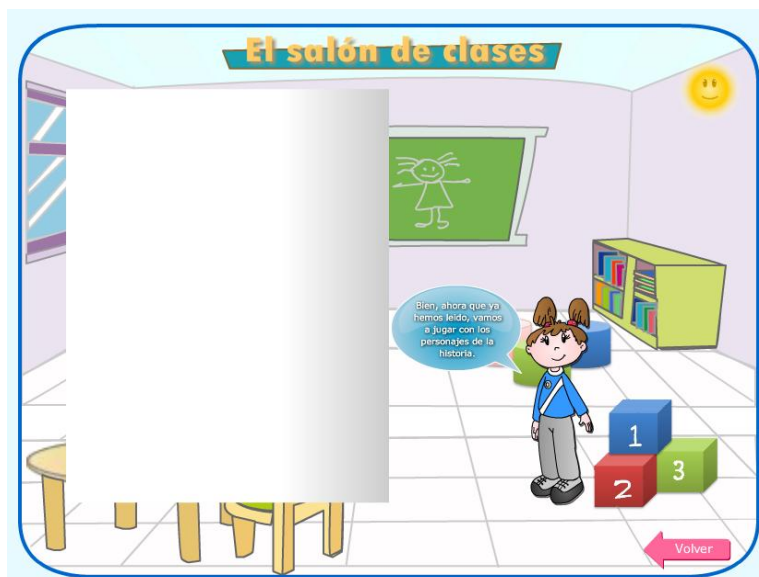 El salón de clases
Bien, ahora que ya
hemos leido, vamos
a jugar con los
personajes de la
historia.
1
2
3
Volver